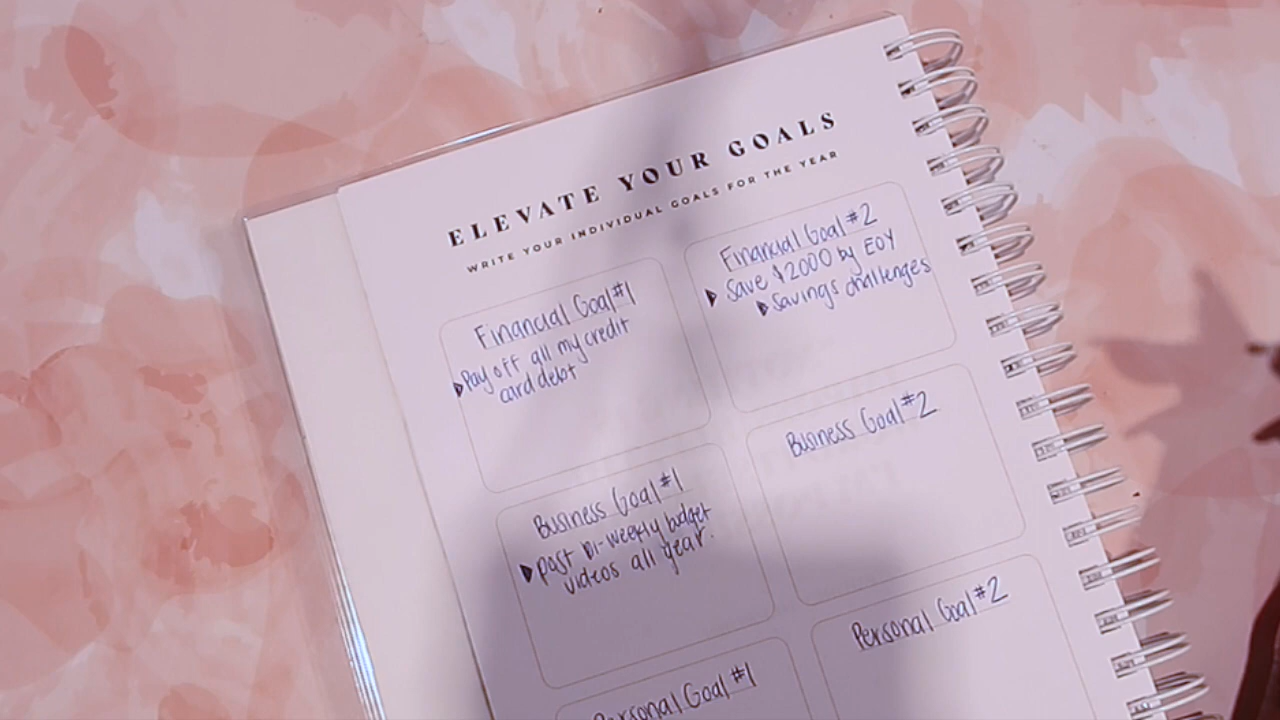 ELEVATE YOUR GOALS
WRITE YOUR INDIVIDUAL GOALS FOR THE YEAR
Financial Goal #1
Pay off all my credit
card debt
Financial Goal #2
Save $2000 by EOY
Savings challenges
Business Goal #1
post bi-weekly budget
videos all year.
Business Goal #2
Personal Goal #1
Personal Goal #2